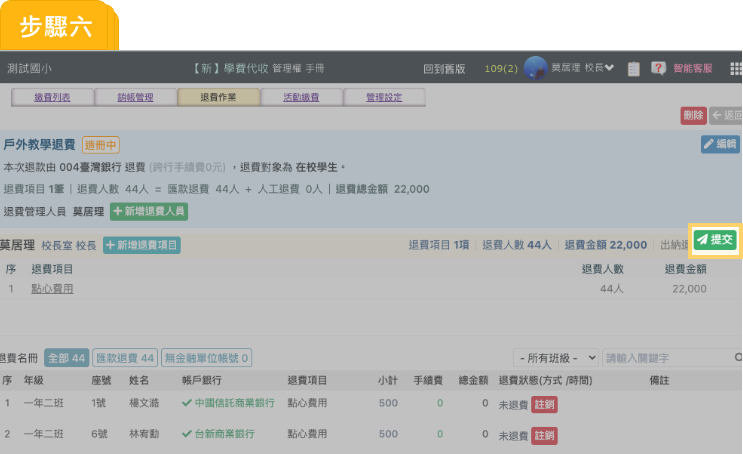 步驟六
測試國小 【新】學費代收 管理權 手冊 回到舊版 109(2) 莫居理 校長 智能客服
繳費列表 銷帳管理 退費作業 活動繳費 管理設定
刪除 返回
戶外教學退費 造冊中 編輯
本次退款由 004臺灣銀行 退費 (跨行手續費0元) ，退費對象為 在校學生。
退費項目 1筆 | 退費人數 44人 = 匯款退費 44人 + 人工退費 0人 | 退費總金額 22,000
退費管理人員 莫居理 +新增退費人員
莫居理 校長室 校長 +新增退費項目 退費項目 1項 | 退費人數 44人 | 退費金額 22,000 | 出納 提交
序 退費項目 退費人數 退費金額
1 點心費用 44人 22,000
退費名冊 全部 44 匯款退費 44 無金融單位帳號 0 - 所有班級 - 請輸入關鍵字
序 年級 座號 姓名 帳戶銀行 退費項目 小計 手續費 總金額 退費狀態(方式 /時間) 備註
1 一年二班 1號 楊文澔 中國信託商業銀行 點心費用 500 0 0 未退費 註銷
2 一年二班 6號 林宥勳 台新商業銀行 點心費用 500 0 0 未退費 註銷